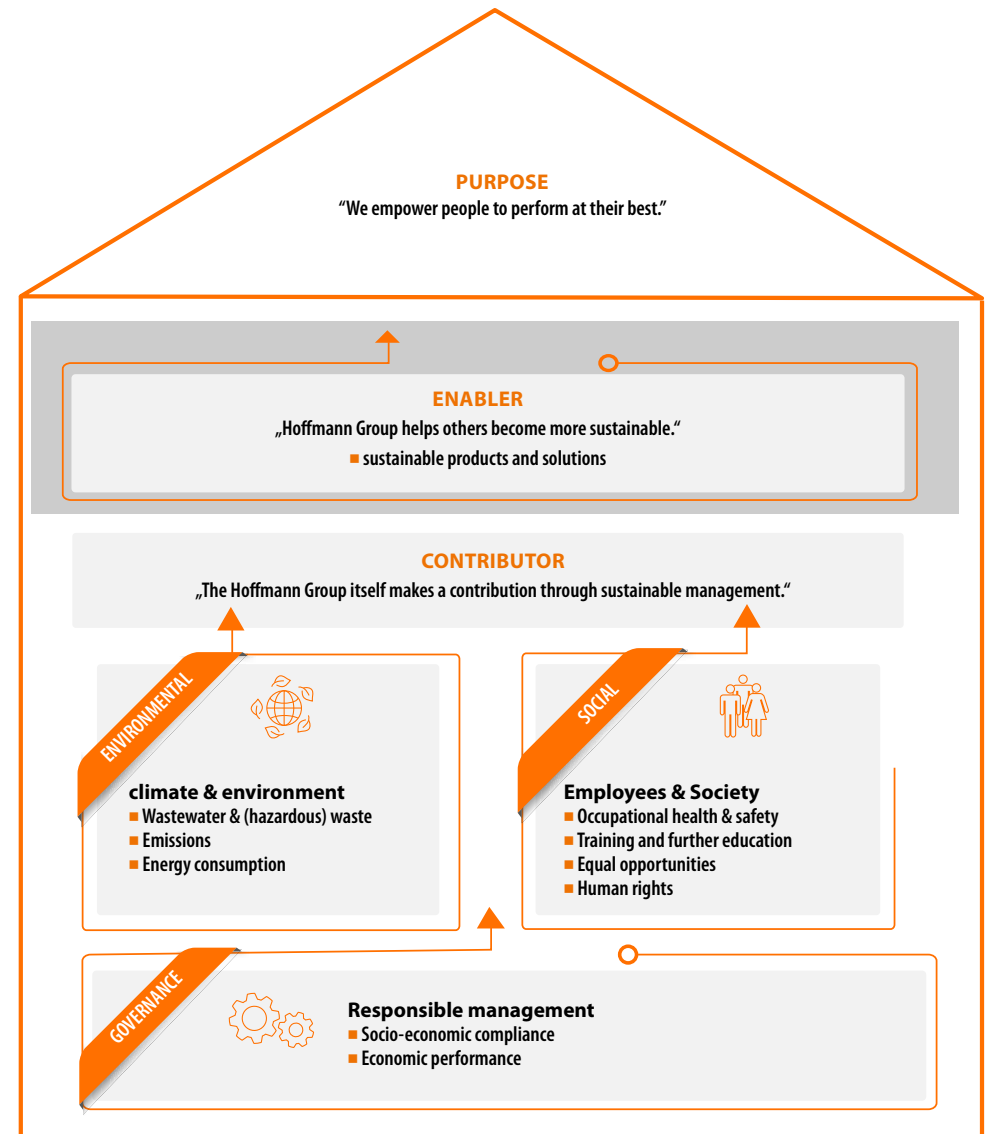 PURPOSE
“We empower people to perform at their best.”
ENABLER
„Hoffmann Group helps others become more sustainable.“
■ sustainable products and solutions
CONTRIBUTOR
„The Hoffmann Group itself makes a contribution through sustainable management.“
ENVIRONMENTAL
climate & environment
■ Wastewater & (hazardous) waste
■ Emissions
■ Energy consumption
SOCIAL
Employees & Society
■ Occupational health & safety
■ Training and further education
■ Equal opportunities
■ Human rights
GOVERNANCE
Responsible management
■ Socio-economic compliance
■ Economic performance